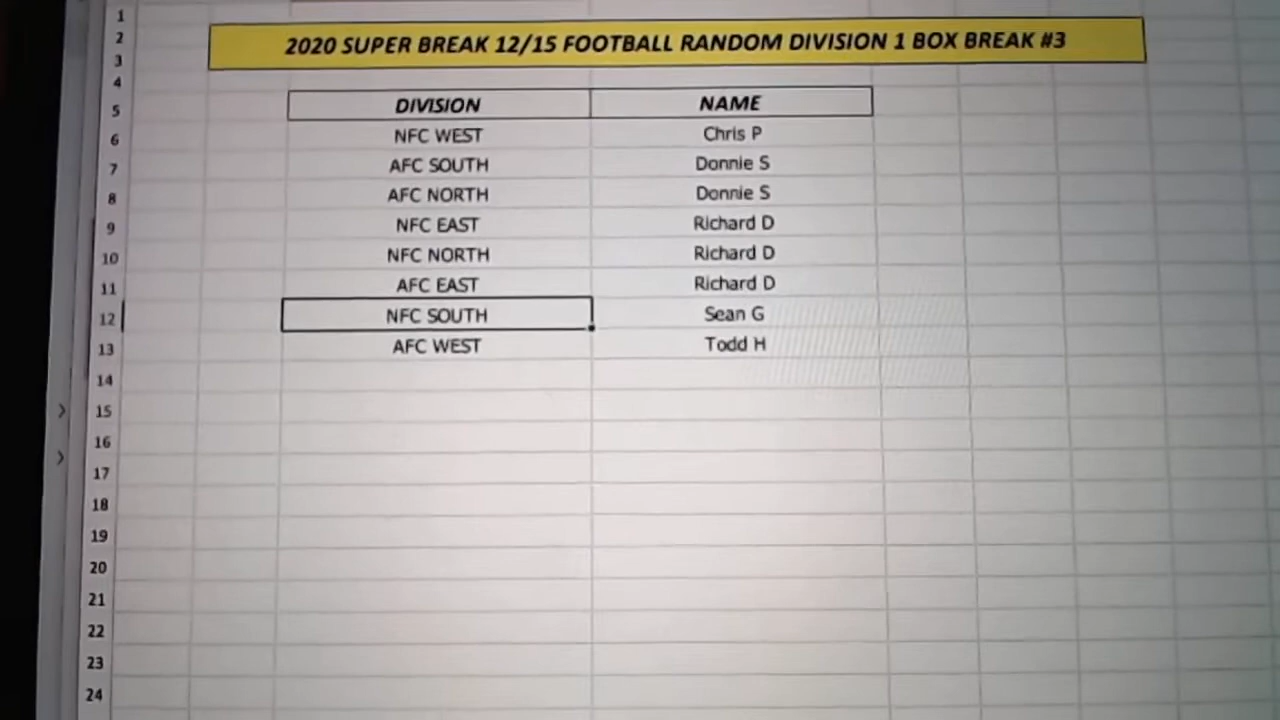 1
2 2020 SUPER BREAK 12/15 FOOTBALL RANDOM DIVISION 1 BOX BREAK #3
3
4
5 DIVISION NAME
6 NFC WEST Chris P
7 AFC SOUTH Donnie S
8 AFC NORTH Donnie S
9 NFC EAST Richard D
10 NFC NORTH Richard D
11 AFC EAST Richard D
12 NFC SOUTH Sean G
13 AFC WEST Todd H
14
15
16
17
18
19
20
21
22
23
24